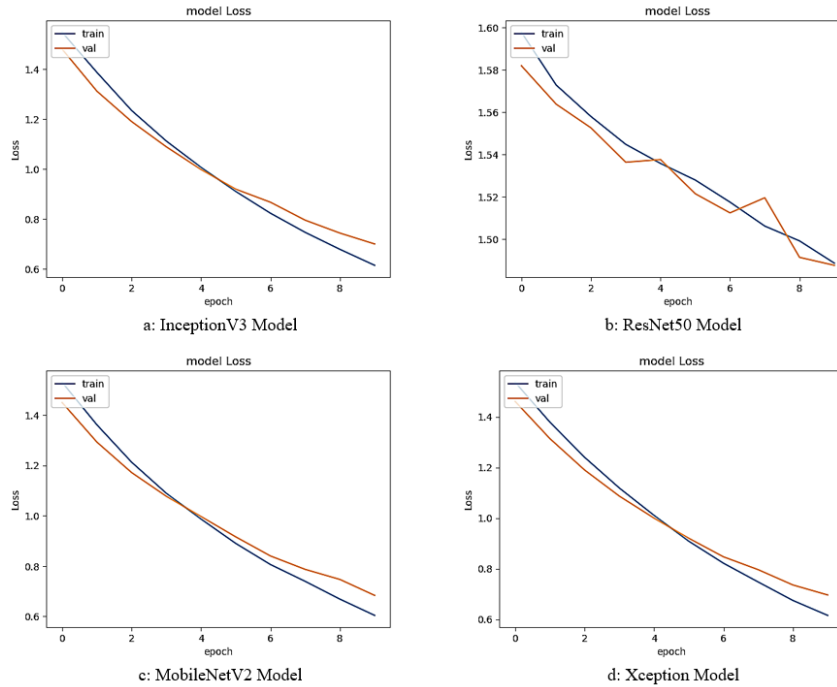 model Loss
train
val
1.4
1.2
1.0
0.8
0.6
Loss
0 2 4 6 8
epoch
a: InceptionV3 Model
model Loss
train
val
1.60
1.58
1.56
1.54
1.52
1.50
Loss
0 2 4 6 8
epoch
b: ResNet50 Model
model Loss
train
val
1.4
1.2
1.0
0.8
0.6
Loss
0 2 4 6 8
epoch
c: MobileNetV2 Model
model Loss
train
val
1.4
1.2
1.0
0.8
0.6
Loss
0 2 4 6 8
epoch
d: Xception Model